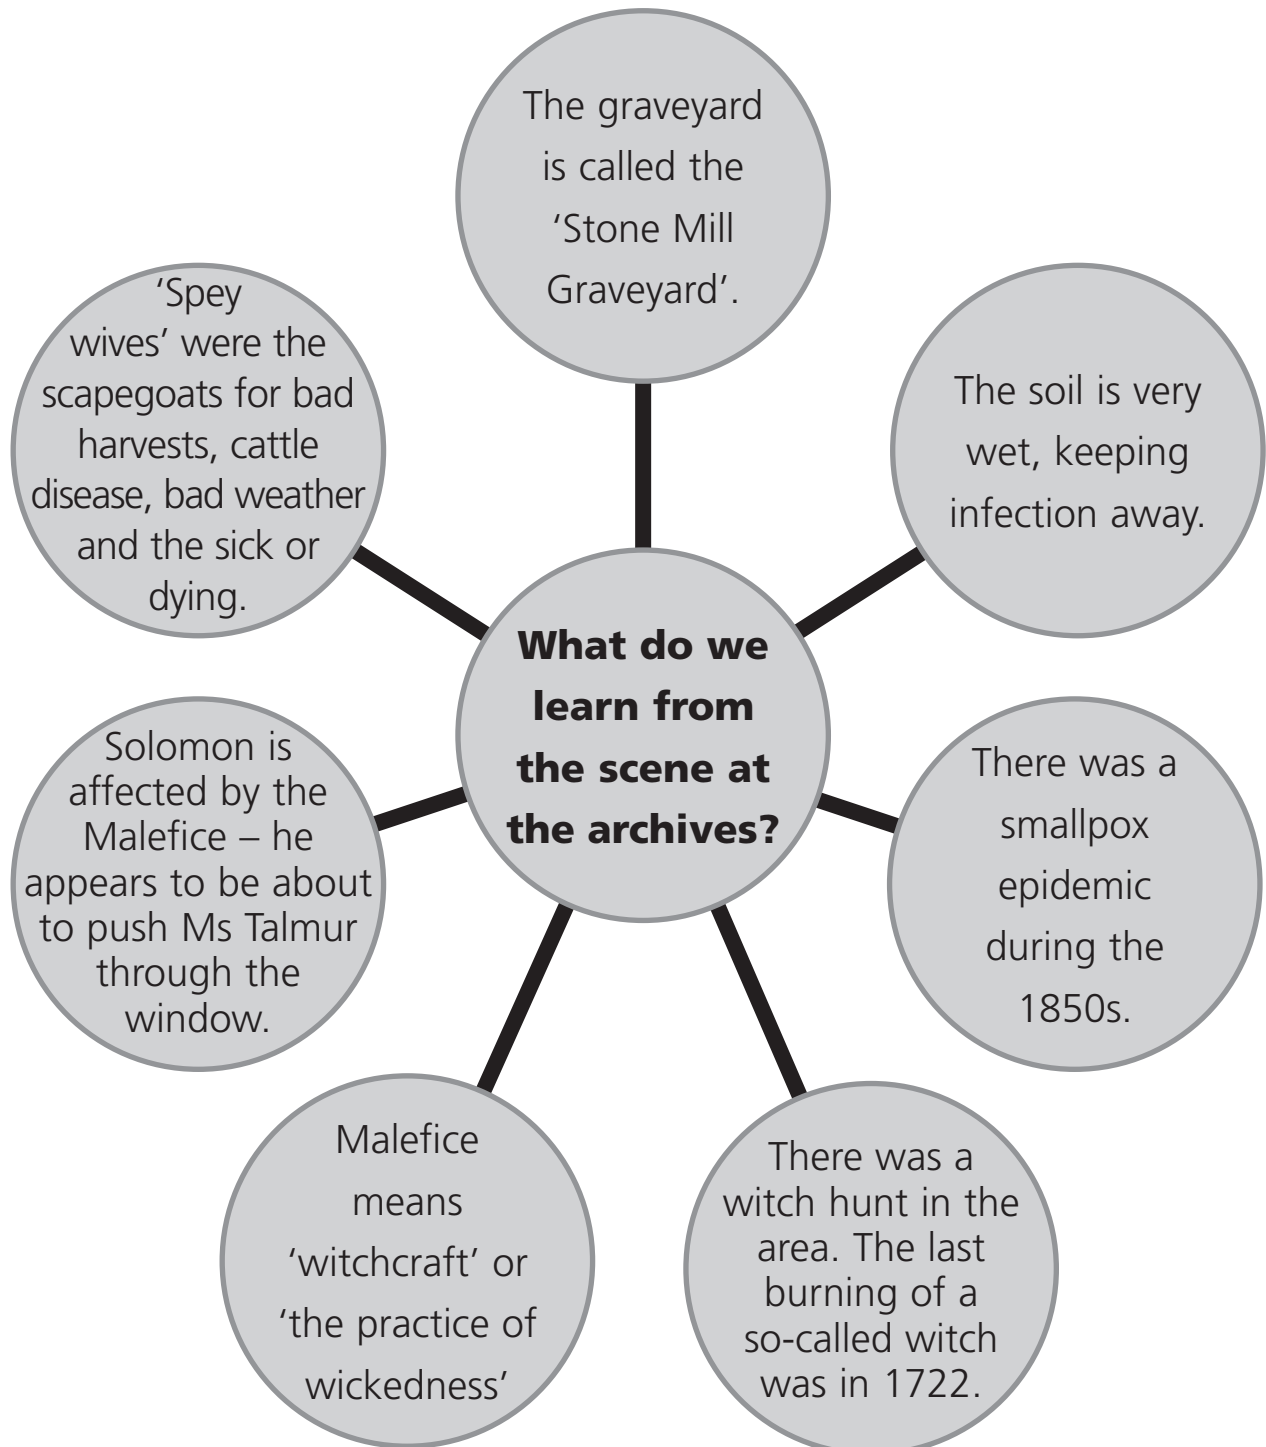 The graveyard
is called the
‘Stone Mill
Graveyard’.
‘Spey
wives’ were the
scapegoats for bad
harvests, cattle
disease, bad weather
and the sick or
dying.
The soil is very
wet, keeping
infection away.
What do we
learn from
the scene at
the archives?
Solomon is
affected by the
Malefice – he
appears to be about
to push Ms Talmur
through the
window.
There was a
smallpox
epidemic
during the
1850s.
Malefice
means
‘witchcraft’ or
‘the practice of
wickedness’
There was a
witch hunt in the
area. The last
burning of a
so-called witch
was in 1722.